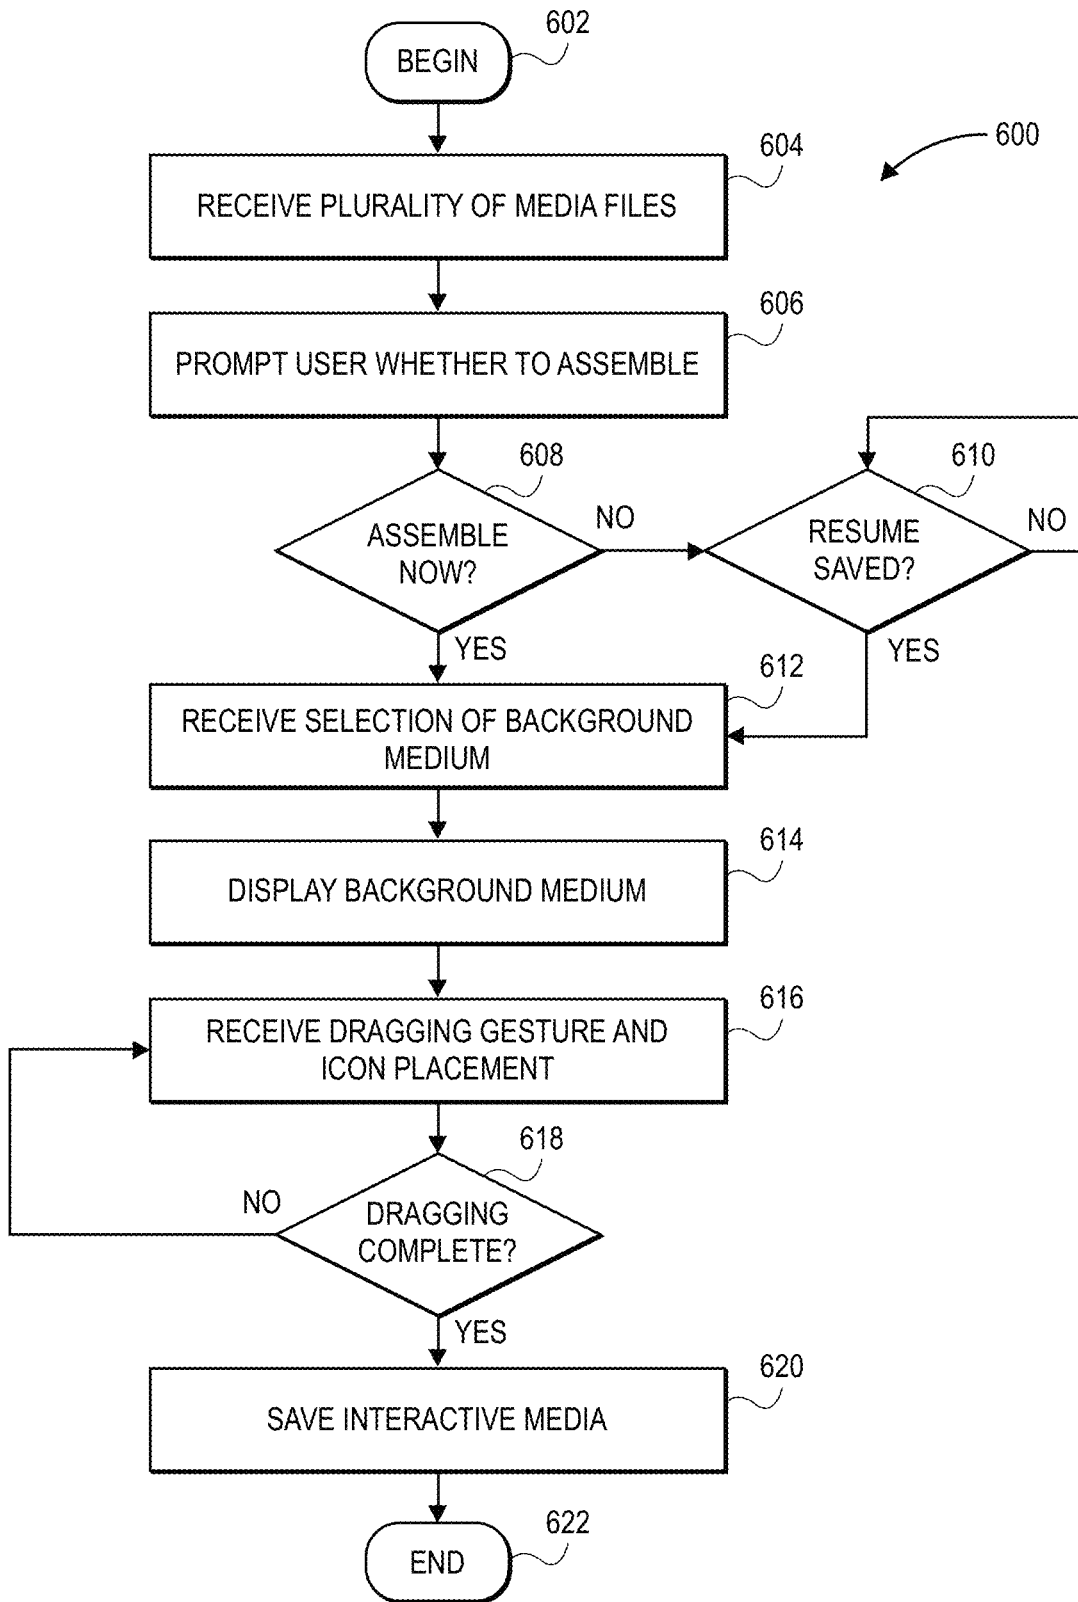 BEGIN
602
600
604
RECEIVE PLURALITY OF MEDIA FILES
606
PROMPT USER WHETHER TO ASSEMBLE
608
ASSEMBLE
NOW?
NO
610
RESUME
SAVED?
NO
YES
YES
612
RECEIVE SELECTION OF BACKGROUND
MEDIUM
614
DISPLAY BACKGROUND MEDIUM
616
RECEIVE DRAGGING GESTURE AND
ICON PLACEMENT
618
DRAGGING
COMPLETE?
NO
YES
620
SAVE INTERACTIVE MEDIA
622
END